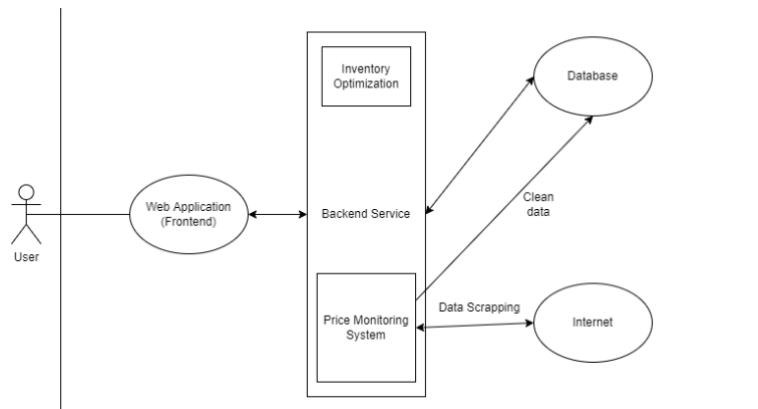 Inventory
Optimization
Database
Web Application
(Frontend)
Backend Service
Clean
data
User
Price Monitoring
System
Data Scrapping
Internet